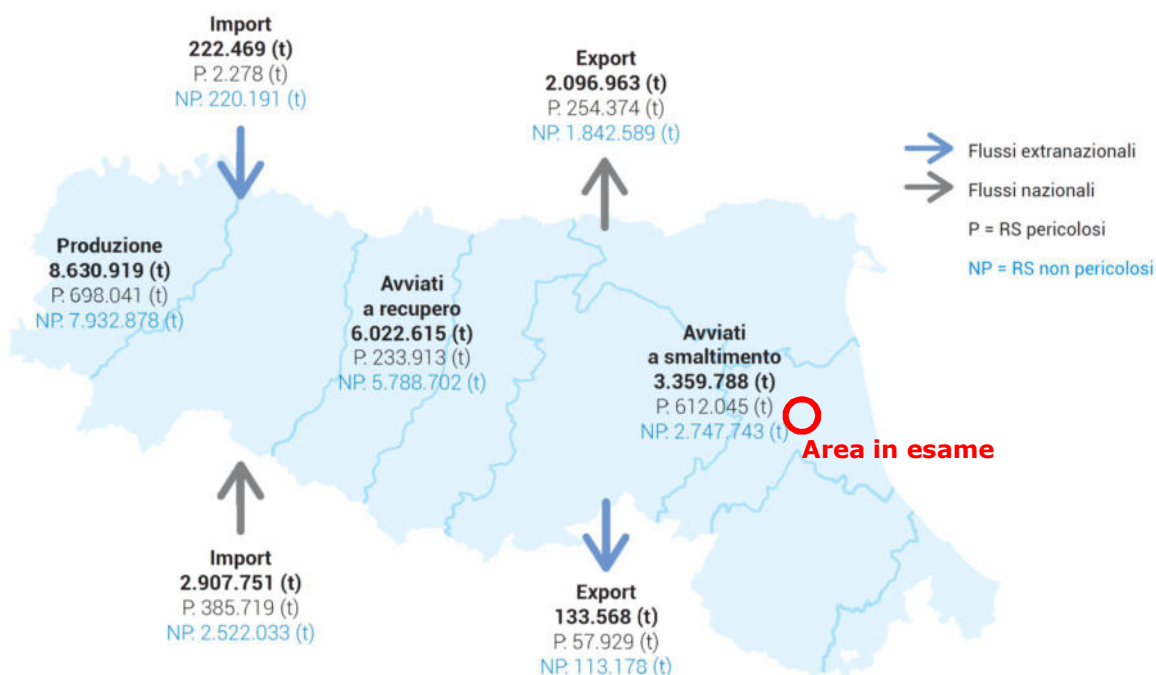 Import
222.469 (t)
P. 2.278 (t)
NP. 220.191 (t)
Export
2.096.963 (t)
P. 254.374 (t)
NP. 1.842.589 (t)
Flussi extranazionali
Flussi nazionali
P = RS pericolosi
NP = RS non pericolosi
Produzione
8.630.919 (t)
P. 698.041 (t)
NP. 7.932.878 (t)
Avviati
a recupero
6.022.615 (t)
P. 233.913 (t)
NP. 5.788.702 (t)
Avviati
a smaltimento
3.359.788 (t)
P. 612.045 (t)
NP. 2.747.743 (t)
Area in esame
Import
2.907.751 (t)
P. 385.719 (t)
NP. 2.522.033 (t)
Export
133.568 (t)
P. 57.929 (t)
NP. 113.178 (t)